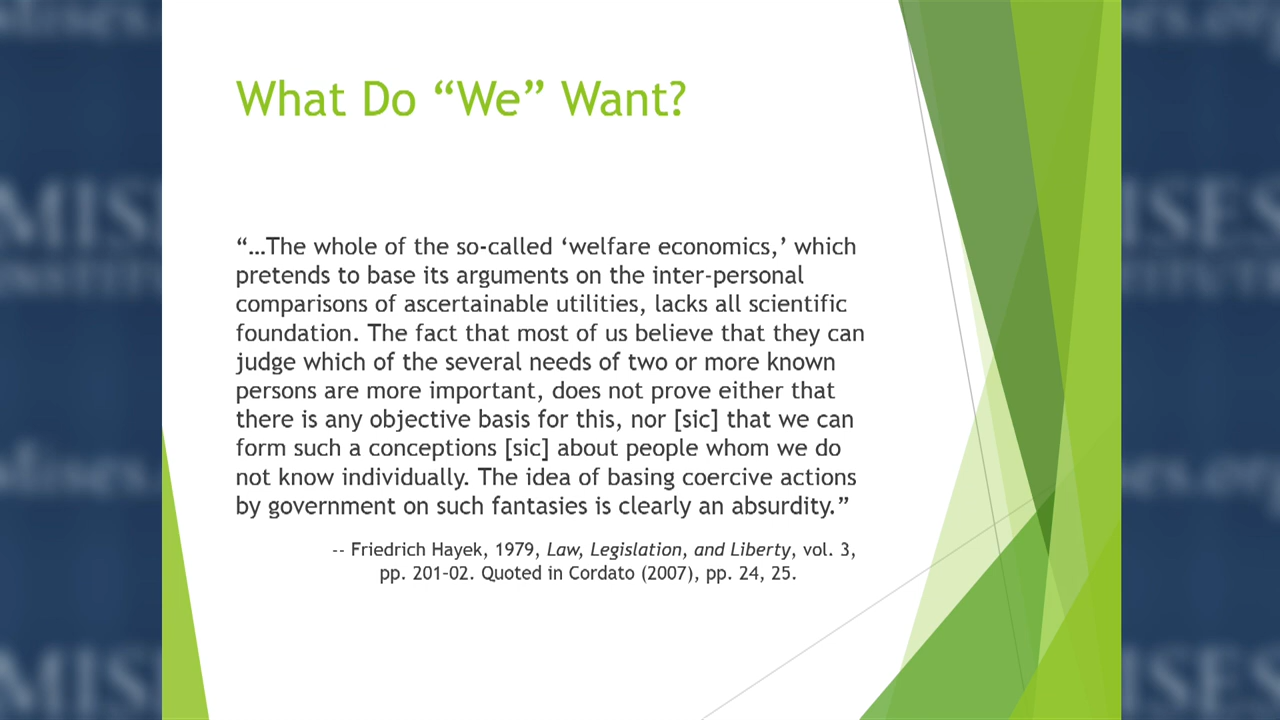 What Do “We” Want?
“…The whole of the so-called ‘welfare economics,’ which
pretends to base its arguments on the inter-personal
comparisons of ascertainable utilities, lacks all scientific
foundation. The fact that most of us believe that they can
judge which of the several needs of two or more known
persons are more important, does not prove either that
there is any objective basis for this, nor [sic] that we can
form such a conceptions [sic] about people whom we do
not know individually. The idea of basing coercive actions
by government on such fantasies is clearly an absurdity.”
-- Friedrich Hayek, 1979, Law, Legislation, and Liberty, vol. 3,
pp. 201-02. Quoted in Cordato (2007), pp. 24, 25.